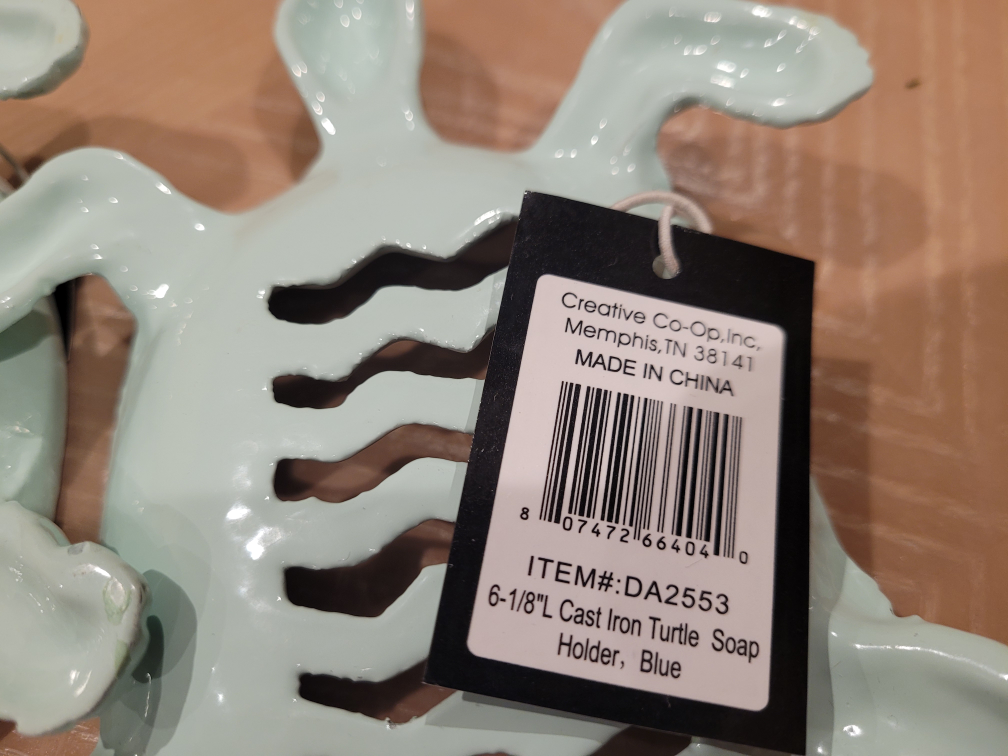 Creative Co-Op,Inc,
Memphis,TN 38141
MADE IN CHINA
8 07472 66404 0
ITEM#:DA2553
6-1/8"L Cast Iron Turtle Soap
Holder, Blue